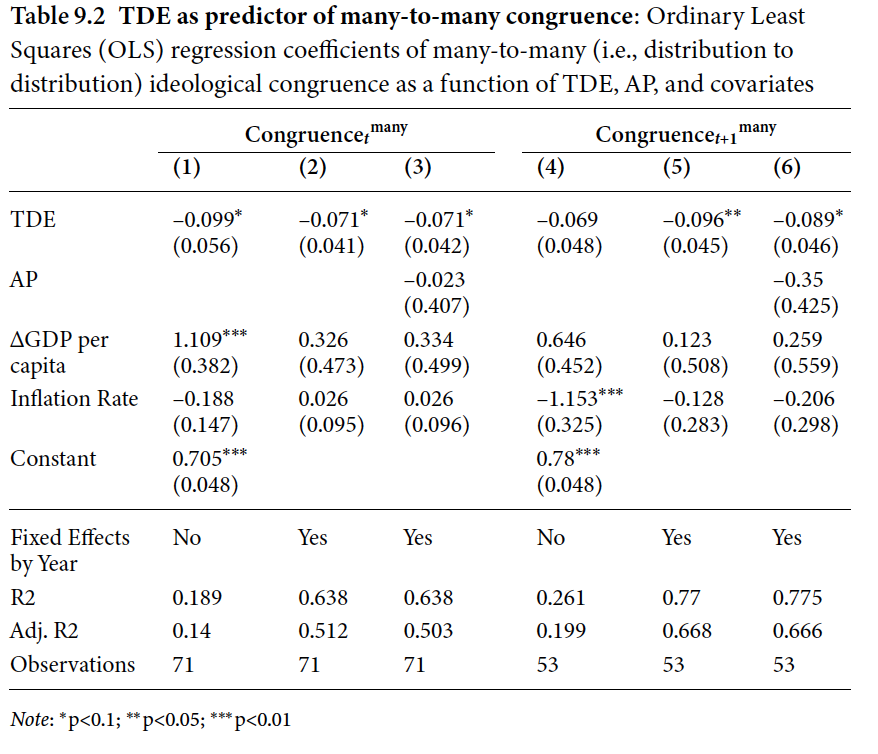 Table 9.2 TDE as predictor of many-to-many congruence: Ordinary Least
Squares (OLS) regression coefficients of many-to-many (i.e., distribution to
distribution) ideological congruence as a function of TDE, AP, and covariates
Congruencetmany Congruencet+1many
(1) (2) (3) (4) (5) (6)
TDE –0.099* –0.071* –0.071* –0.069 –0.096** –0.089*
(0.056) (0.041) (0.042) (0.048) (0.045) (0.046)
AP –0.023 –0.35
(0.407) (0.425)
ΔGDP per 1.109*** 0.326 0.334 0.646 0.123 0.259
capita (0.382) (0.473) (0.499) (0.452) (0.508) (0.559)
Inflation Rate –0.188 0.026 0.026 –1.153*** –0.128 –0.206
(0.147) (0.095) (0.096) (0.325) (0.283) (0.298)
Constant 0.705*** 0.78***
(0.048) (0.048)
Fixed Effects No Yes Yes No Yes Yes
by Year
R2 0.189 0.638 0.638 0.261 0.77 0.775
Adj. R2 0.14 0.512 0.503 0.199 0.668 0.666
Observations 71 71 71 53 53 53
Note: *p<0.1; **p<0.05; ***p<0.01